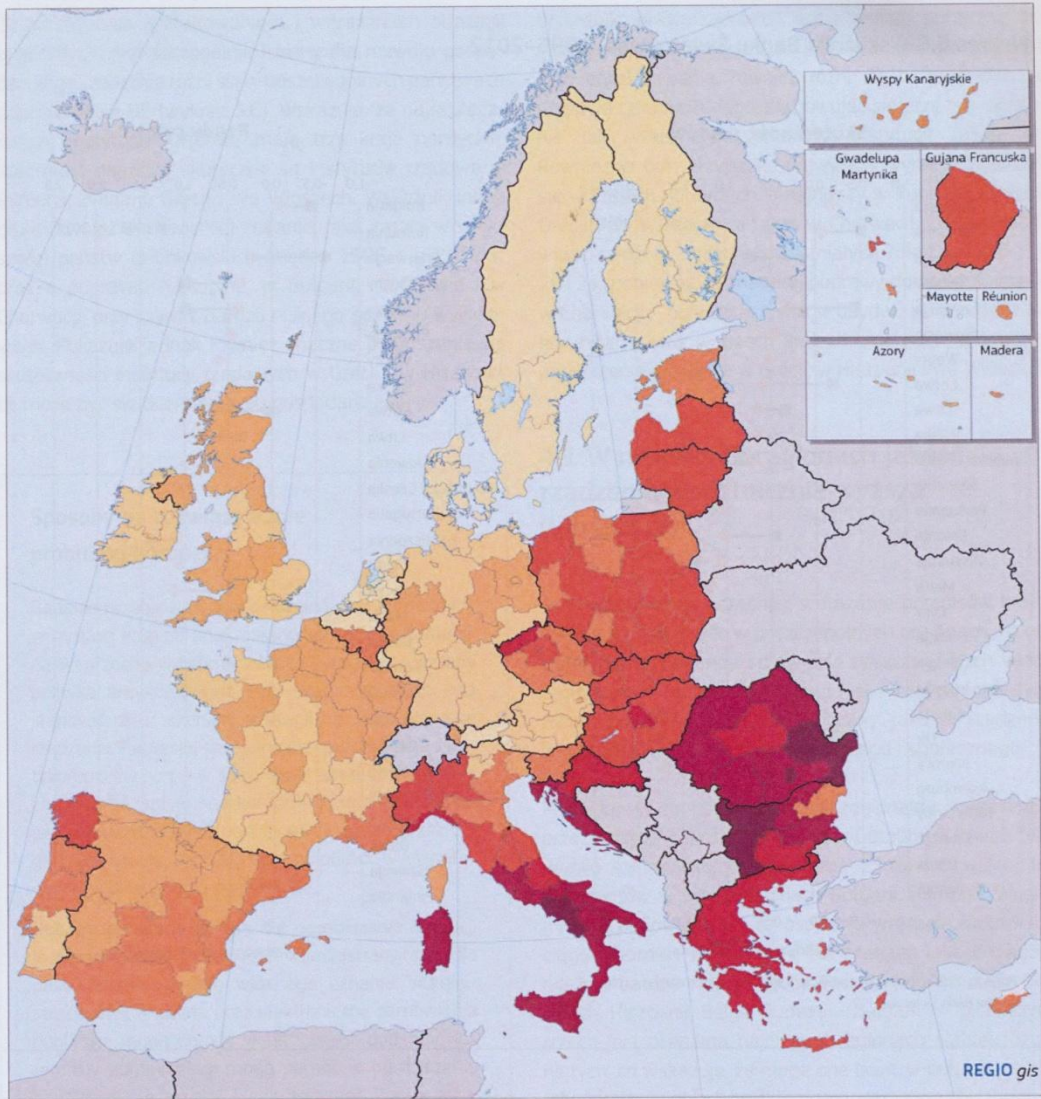 Wyspy Kanaryjskie
Gwadelupa
Martynika
Gujana Francuska
Mayotte
Réunion
Azory
Madera
REGIO gis